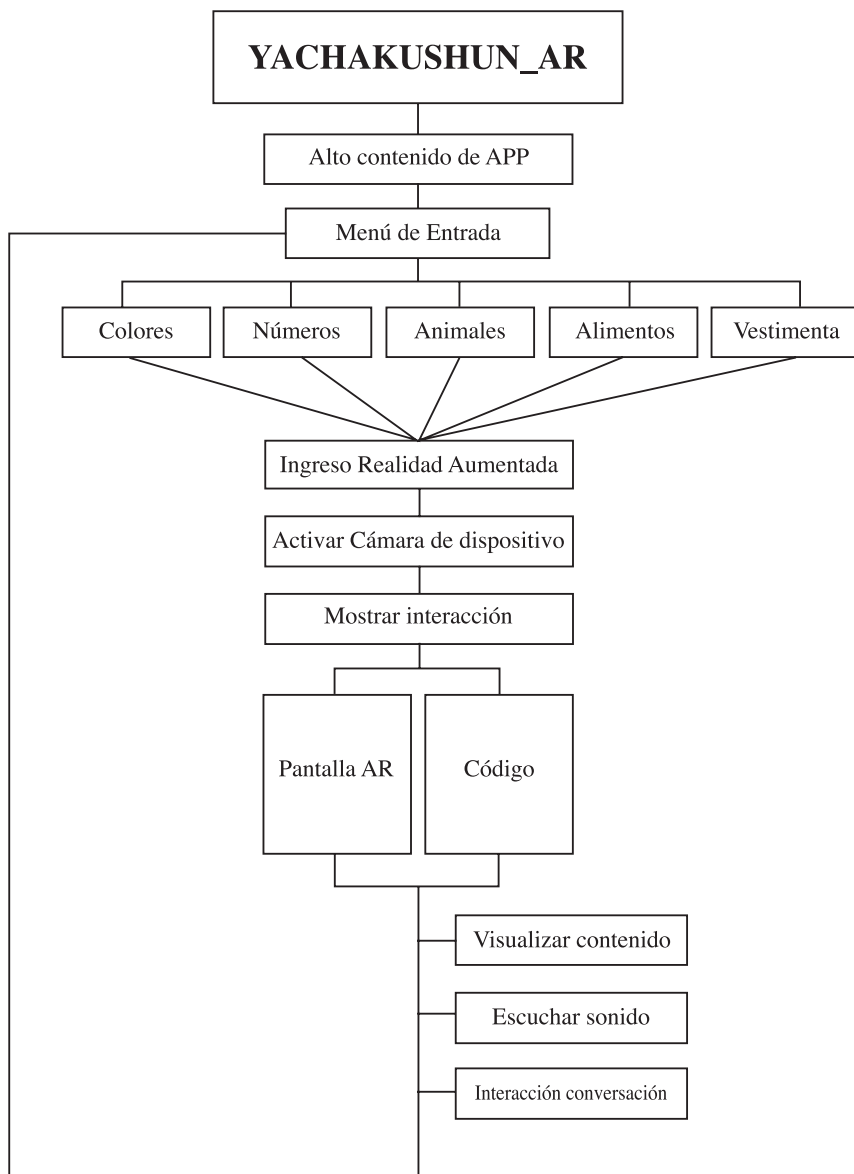 YACHAKUSHUN_AR
Alto contenido de APP
Menú de Entrada
Colores
Números
Animales
Alimentos
Vestimenta
Ingreso Realidad Aumentada
Activar Cámara de dispositivo
Mostrar interacción
Pantalla AR
Código
Visualizar contenido
Escuchar sonido
Interacción conversación